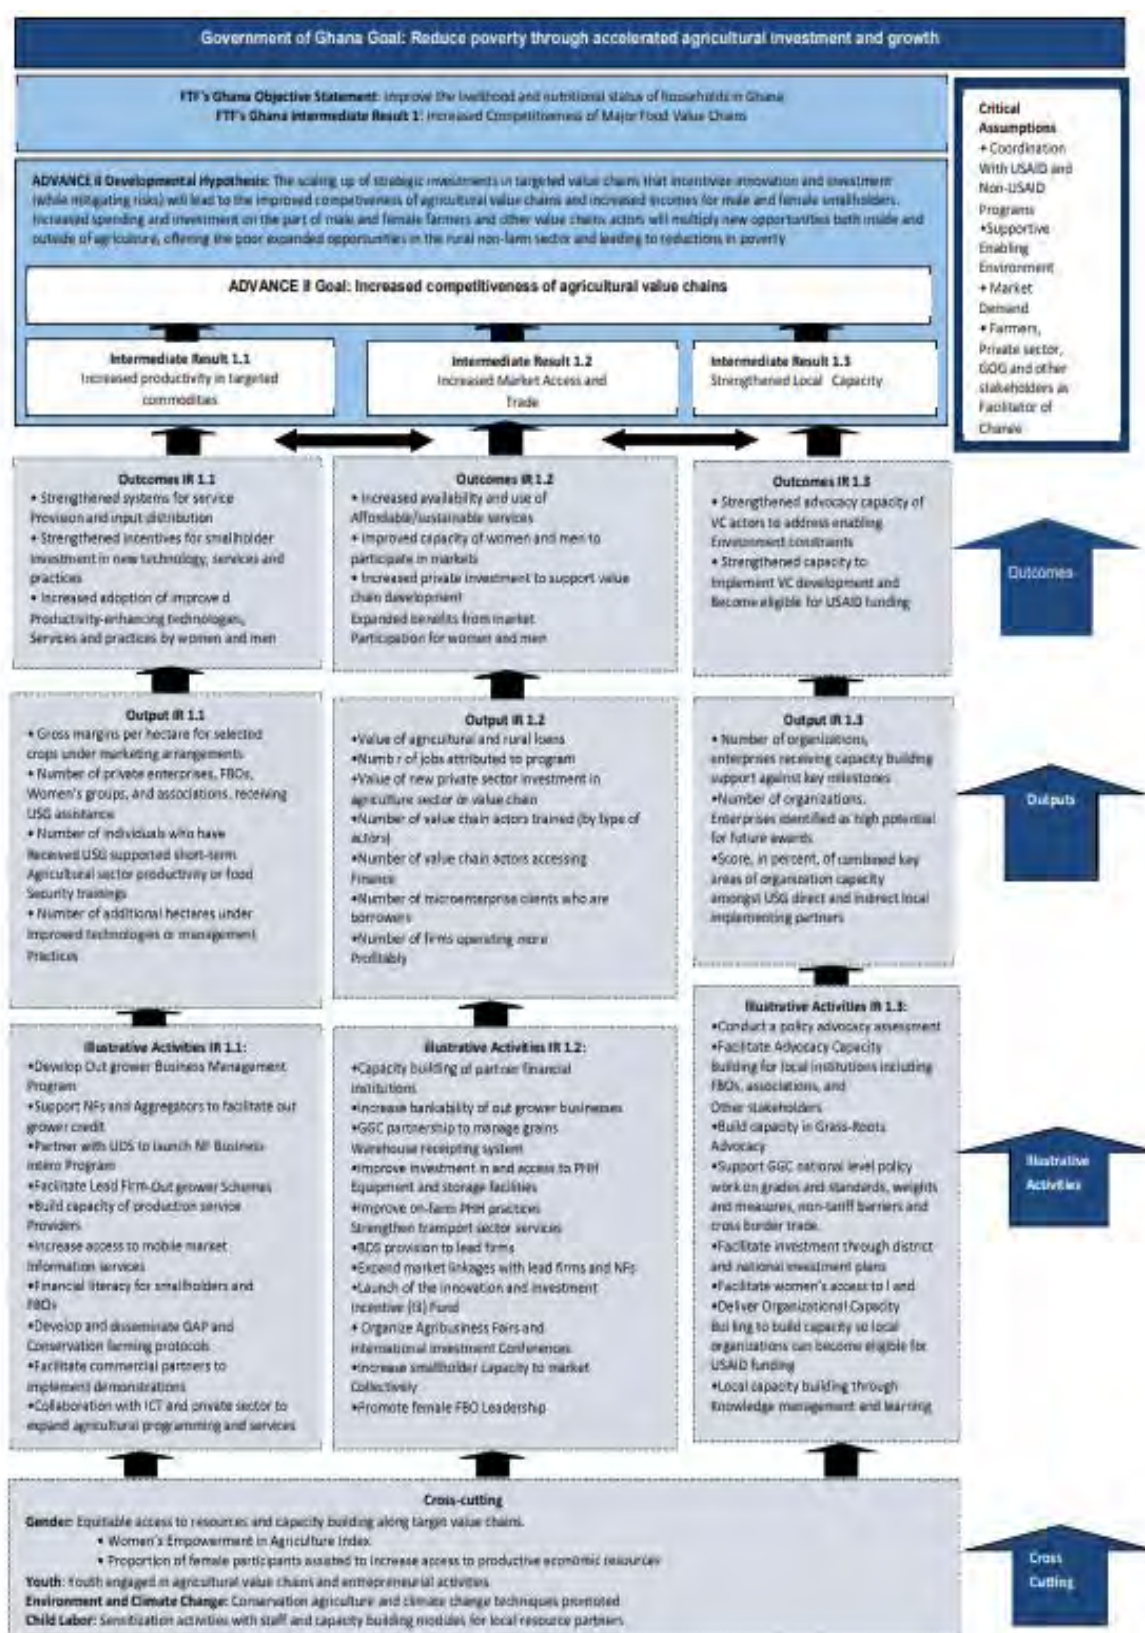 Government of Ghana Goal: Reduce poverty through accelerated agricultural investment and growth
FTF's Ghana Objective Statement: Improve the livelihood and nutritional status of households in Ghana
FTF's Ghana Intermediate Result 1: Increased Competitiveness of Major Food Value Chains
ADVANCE II Developmental Hypothesis: The scaling up of strategic investments in targeted value chains that incentivize innovation and investment
(while mitigating risks) will lead to the improved competiveness of agricultural value chains and increased incomes for male and female smallholders.
Increased spending and investment on the part of male and female farmers and other value chains actors will multiply new opportunities both inside and
outside of agriculture, offering the poor expanded opportunities in the rural non-farm sector and leading to reductions in poverty
ADVANCE II Goal: Increased competitiveness of agricultural value chains
Intermediate Result 1.1
Increased productivity in targeted
commodities
Intermediate Result 1.2
Increased Market Access and
Trade
Intermediate Result 1.3
Strengthened Local Capacity
Critical
Assumptions
• Coordination
With USAID and
Non-USAID
Programs
•Supportive
Enabling
Environment
• Market
Demand
• Farmers,
Private sector,
GOG and other
stakeholders as
Facilitator of
Change
Outcomes IR 1.1
• Strengthened systems for service
Provision and input distribution
• Strengthened incentives for smallholder
Investment in new technology, services and
practices
• Increased adoption of improve d
Productivity-enhancing technologies,
Services and practices by women and men
Outcomes IR 1.2
• Increased availability and use of
Affordable/sustainable services
• Improved capacity of women and men to
participate in markets
• Increased private investment to support value
chain development
Expanded benefits from market
Participation for women and men
Outcomes IR 1.3
• Strengthened advocacy capacity of
VC actors to address enabling
Environment constraints
• Strengthened capacity to
Implement VC development and
Become eligible for USAID funding
Outcomes
Output IR 1.1
• Gross margins per hectare for selected
crops under marketing arrangements
• Number of private enterprises, FBOs,
Women's groups, and associations, receiving
USG assistance
• Number of individuals who have
Received USG supported short-term
Agricultural sector productivity or food
Security trainings
• Number of additional hectares under
Improved technologies or management
Practices
Output IR 1.2
•Value of agricultural and rural loans
•Numb r of jobs attributed to program
•Value of new private sector investment in
agriculture sector or value chain
•Number of value chain actors trained (by type of
actors)
•Number of value chain actors accessing
Finance
•Number of microenterprise clients who are
borrowers
•Number of firms operating more
Profitably
Output IR 1.3
• Number of organizations,
enterprises receiving capacity building
support against key milestones
•Number of organizations,
Enterprises identified as high potential
for future awards
•Score, in percent, of combined key
areas of organization capacity
amongst USG direct and indirect local
implementing partners
Outputs
Illustrative Activities IR 1.1:
•Develop Out grower Business Management
Program
•Support NFs and Aggregators to facilitate out
grower credit
•Partner with UDS to launch NF Business
Intern Program
•Facilitate Lead Firm-Out grower Schemes
•Build capacity of production service
Providers
•Increase access to mobile market
Information services
•Financial literacy for smallholders and
FBOs
•Develop and disseminate GAP and
Conservation farming protocols
•Facilitate commercial partners to
implement demonstrations
•Collaboration with ICT and private sector to
expand agricultural programming and services
Illustrative Activities IR 1.2:
•Capacity building of partner financial
institutions
•Increase bankability of out grower businesses
•GGC partnership to manage grains
Warehouse receipting system
•Improve investment in and access to PHH
Equipment and storage facilities
•Improve on-farm PHH practices
Strengthen transport sector services
•BDS provision to lead firms
•Expand market linkages with lead firms and NFs
•Launch of the innovation and investment
Incentive (I3) Fund
• Organize Agribusiness Fairs and
International Investment Conferences
•Increase smallholder capacity to market
Collectively
•Promote female FBO Leadership
Illustrative Activities IR 1.3:
•Conduct a policy advocacy assessment
•Facilitate Advocacy Capacity
Building for local institutions including
FBOs, associations, and
Other stakeholders
•Build capacity in Grass-Roots
Advocacy
•Support GGC national level policy
work on grades and standards, weights
and measures, non-tariff barriers and
cross border trade.
•Facilitate investment through district
and national investment plans
•Facilitate women's access to l and
•Deliver Organizational Capacity
Bui ling to build capacity so local
organizations can become eligible for
USAID funding
•Local capacity building through
Knowledge management and learning
Illustrative
Activities
Cross-cutting
Gender: Equitable access to resources and capacity building along target value chains.
• Women's Empowerment in Agriculture Index
• Proportion of female participants assisted to increase access to productive economic resources
Youth: Youth engaged in agricultural value chains and entrepreneurial activities
Environment and Climate Change: Conservation agriculture and climate change techniques promoted
Child Labor: Sensitization activities with staff and capacity building modules for local resource partners
Cross
Cutting